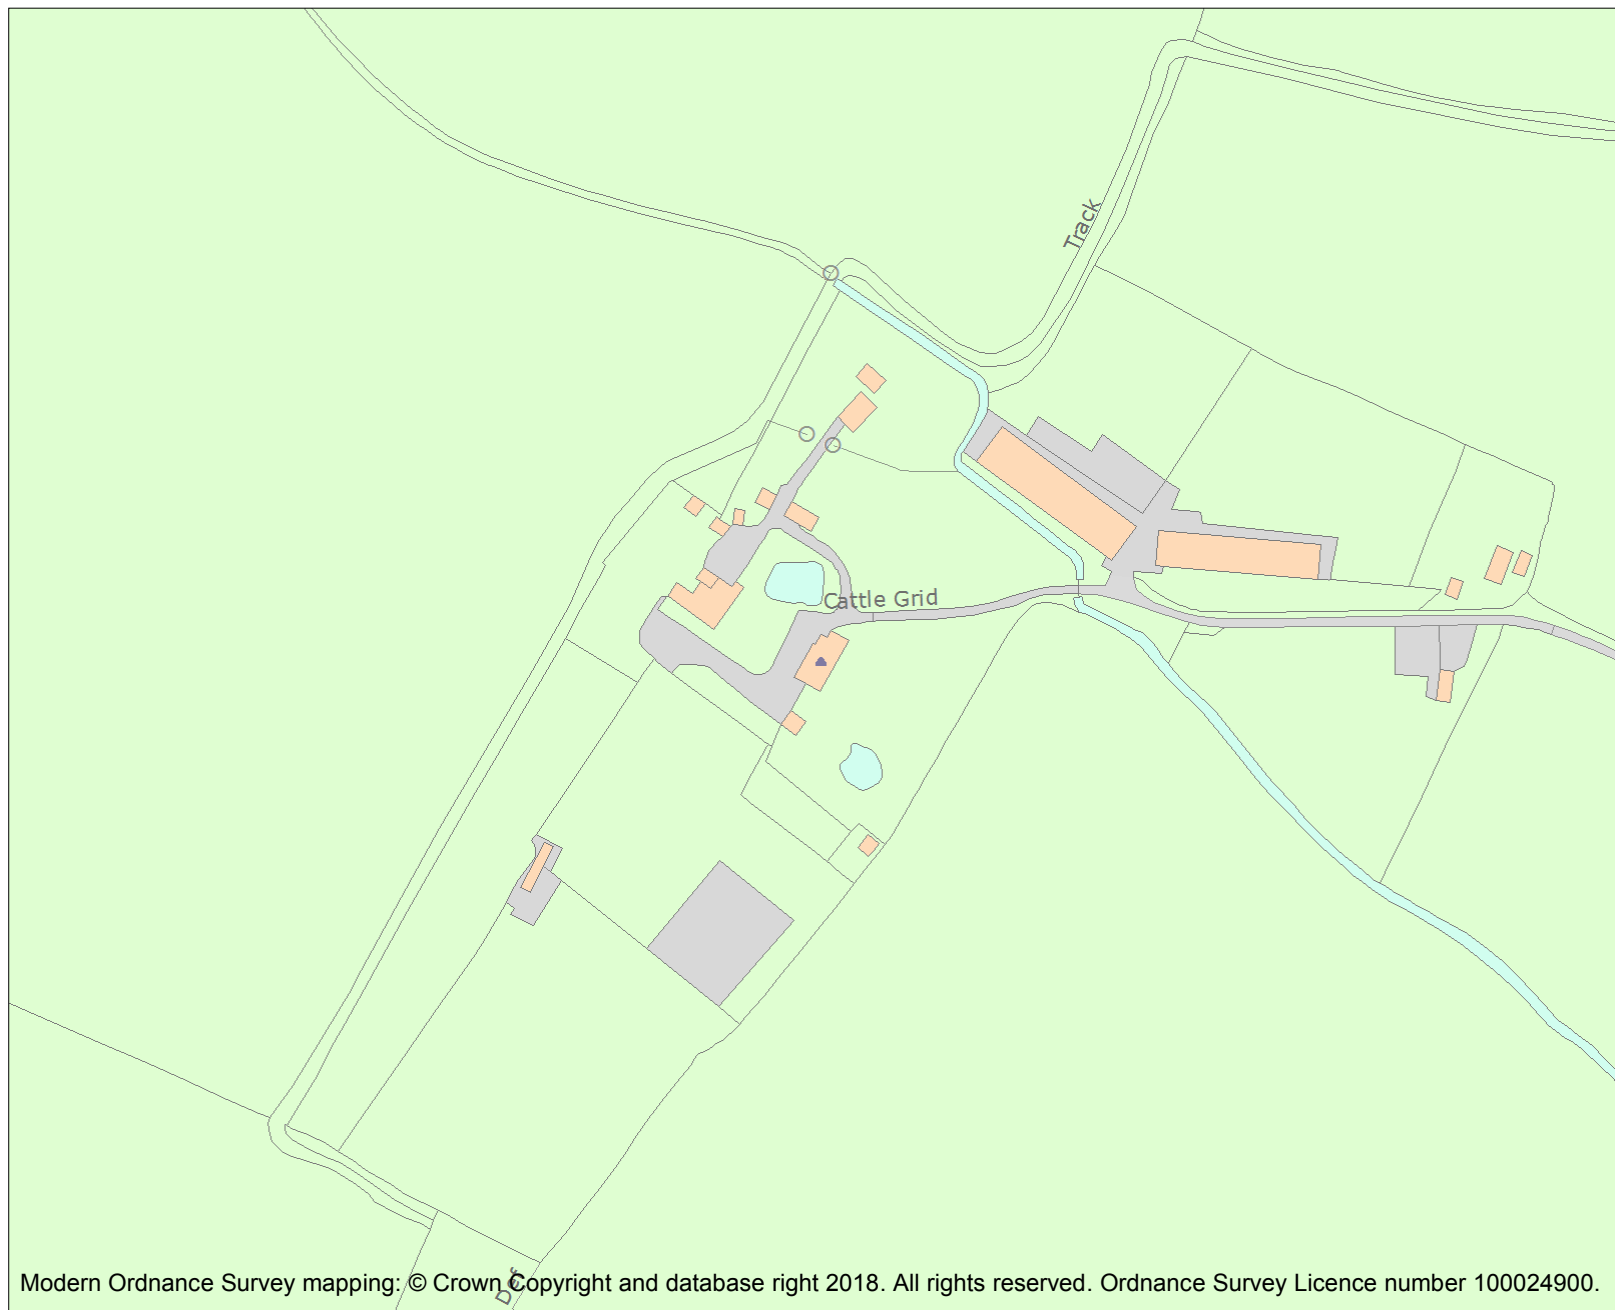 Track
Cattle Grid
Def
Modern Ordnance Survey mapping: © Crown Copyright and database right 2018. All rights reserved. Ordnance Survey Licence number 100024900.